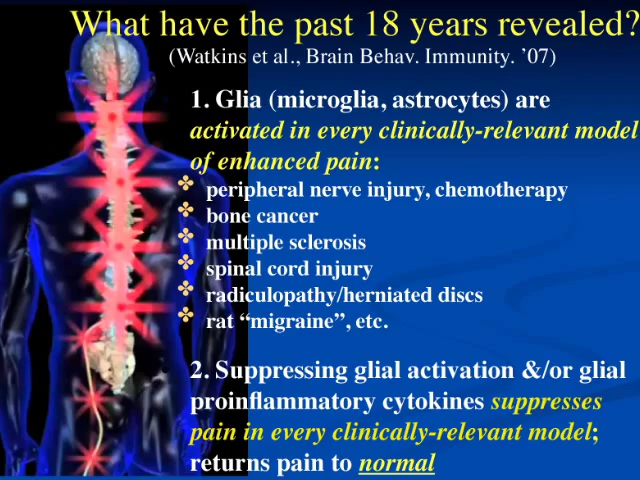 What have the past 18 years revealed?
(Watkins et al., Brain Behav. Immunity. ’07)
1. Glia (microglia, astrocytes) are
activated in every clinically-relevant model
of enhanced pain:
peripheral nerve injury, chemotherapy
bone cancer
multiple sclerosis
spinal cord injury
radiculopathy/herniated discs
rat “migraine”, etc.
2. Suppressing glial activation &/or glial
proinflammatory cytokines suppresses
pain in every clinically-relevant model;
returns pain to normal